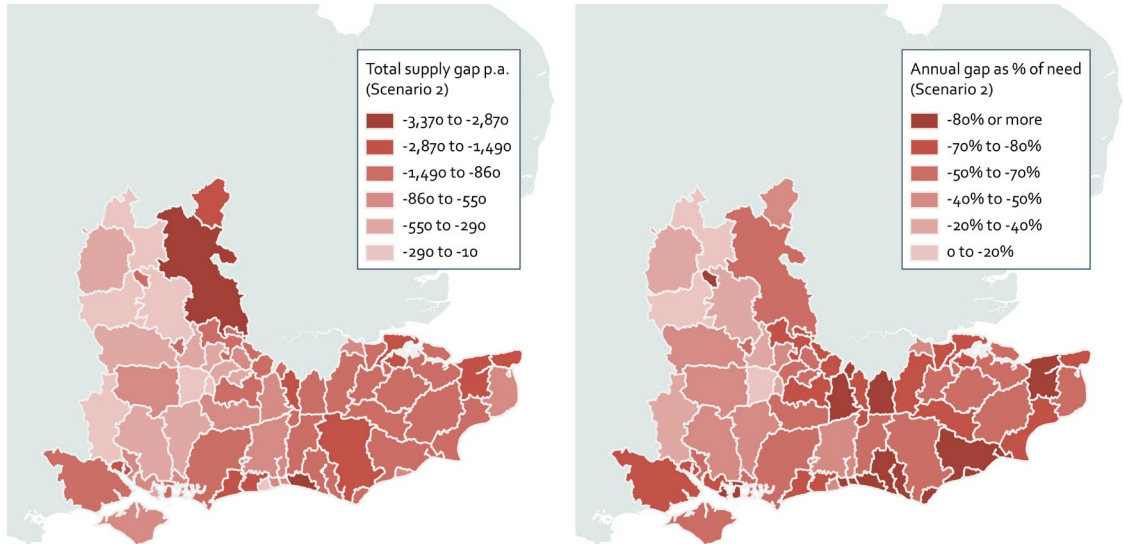 Total supply gap p.a.
(Scenario 2)
-3,370 to -2,870
-2,870 to -1,490
-1,490 to -860
-860 to -550
-550 to -290
-290 to -10
Annual gap as % of need
(Scenario 2)
-80% or more
-70% to -80%
-50% to -70%
-40% to -50%
-20% to -40%
0 to -20%